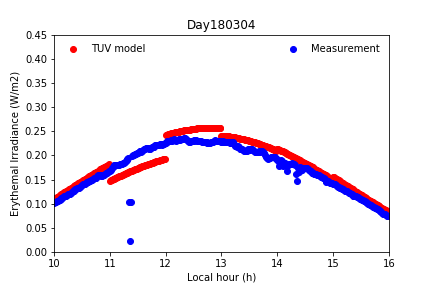 Day180304
TUV model
Measurement
Erythemal Irradiance (W/m2)
0.45
0.40
0.35
0.30
0.25
0.20
0.15
0.10
0.05
0.00
10 11 12 13 14 15 16
Local hour (h)